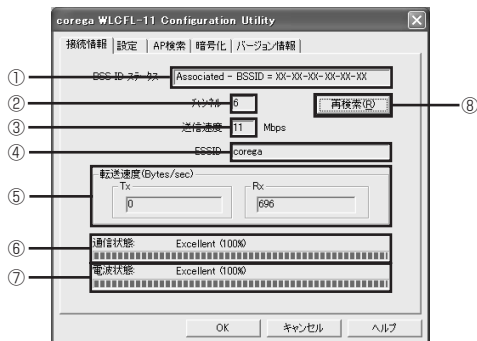 corega WLCFL-11 Configuration Utility
接続情報 設定 AP検索 暗号化 バージョン情報
① BSS ID ステータス Associated - BSSID = XX-XX-XX-XX-XX-XX
② チャンネル 6 再検索(R) ⑧
③ 送信速度 11 Mbps
④ ESSID corega
⑤ 転送速度(Bytes/sec)
Tx Rx
0 696
⑥ 通信状態: Excellent (100%)
⑦ 電波状態: Excellent (100%)
OK キャンセル ヘルプ